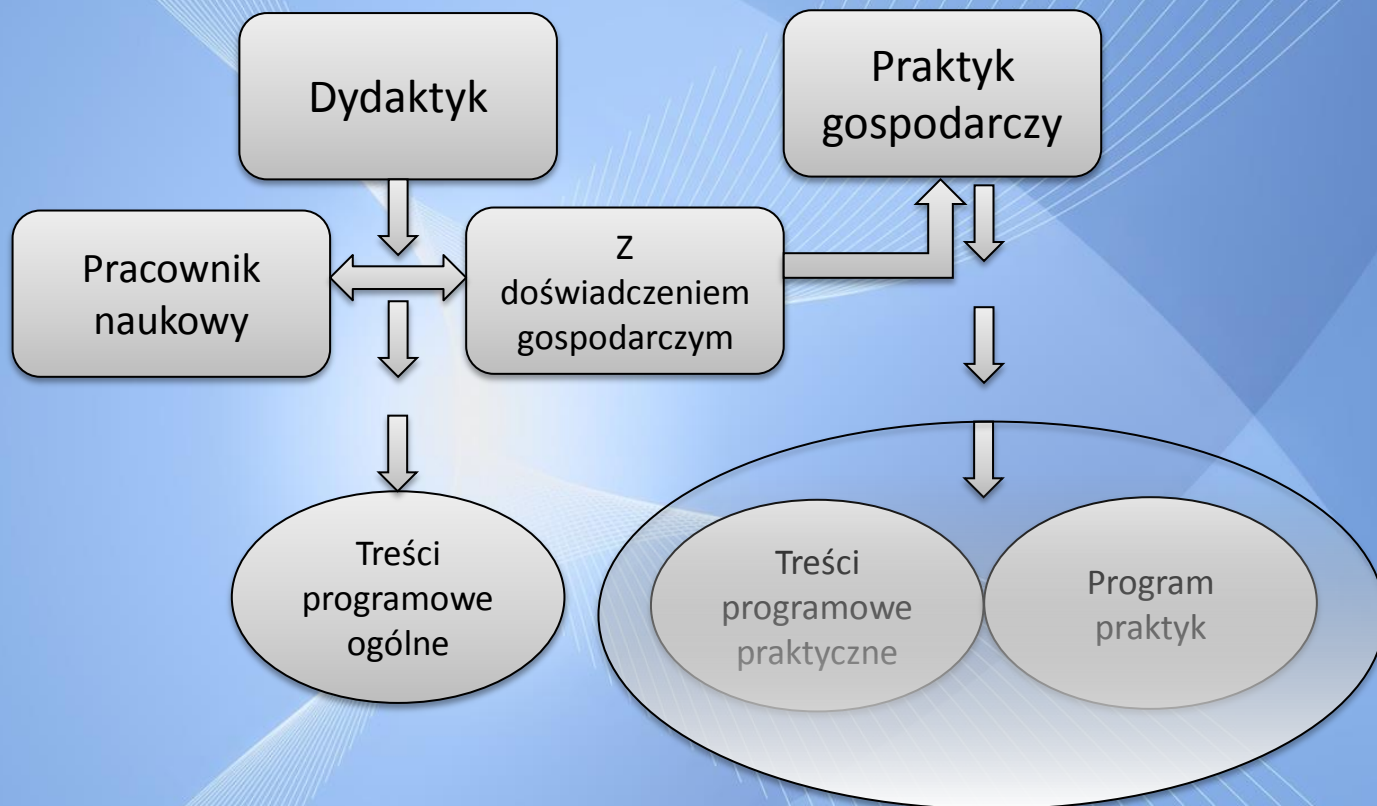 Dydaktyk
Praktyk
gospodarczy
Pracownik
naukowy
Z
doświadczeniem
gospodarczym
Treści
programowe
ogólne
Treści
programowe
praktyczne
Program
praktyk